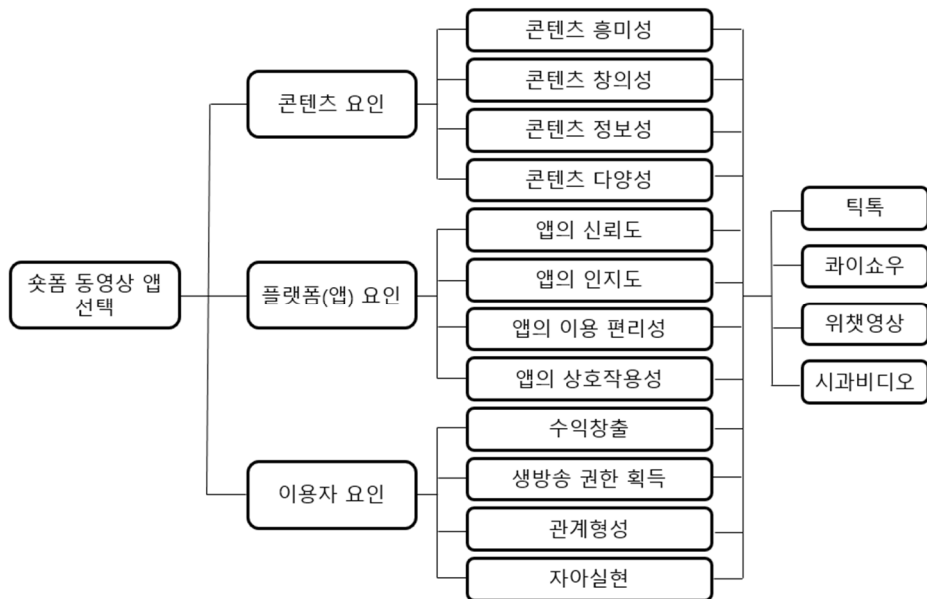 숏폼 동영상 앱
선택
콘텐츠 요인
플랫폼(앱) 요인
이용자 요인
콘텐츠 흥미성
콘텐츠 창의성
콘텐츠 정보성
콘텐츠 다양성
앱의 신뢰도
앱의 인지도
앱의 이용 편리성
앱의 상호작용성
수익창출
생방송 권한 획득
관계형성
자아실현
틱톡
콰이쇼우
위챗영상
시과비디오